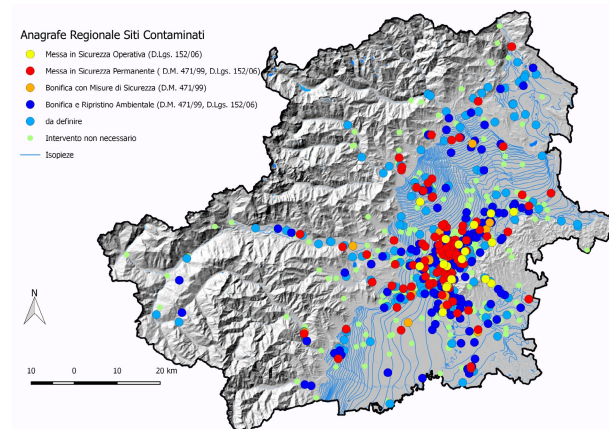 Anagrafe Regionale Siti Contaminati
Messa in Sicurezza Operativa (D.Lgs. 152/06)
Messa in Sicurezza Permanente ( D.M. 471/99, D.Lgs. 152/06)
Bonifica con Misure di Sicurezza (D.M. 471/99)
Bonifica e Ripristino Ambientale (D.M. 471/99, D.Lgs. 152/06)
da definire
Intervento non necessario
Isopieze
N
10 0 10 20 km